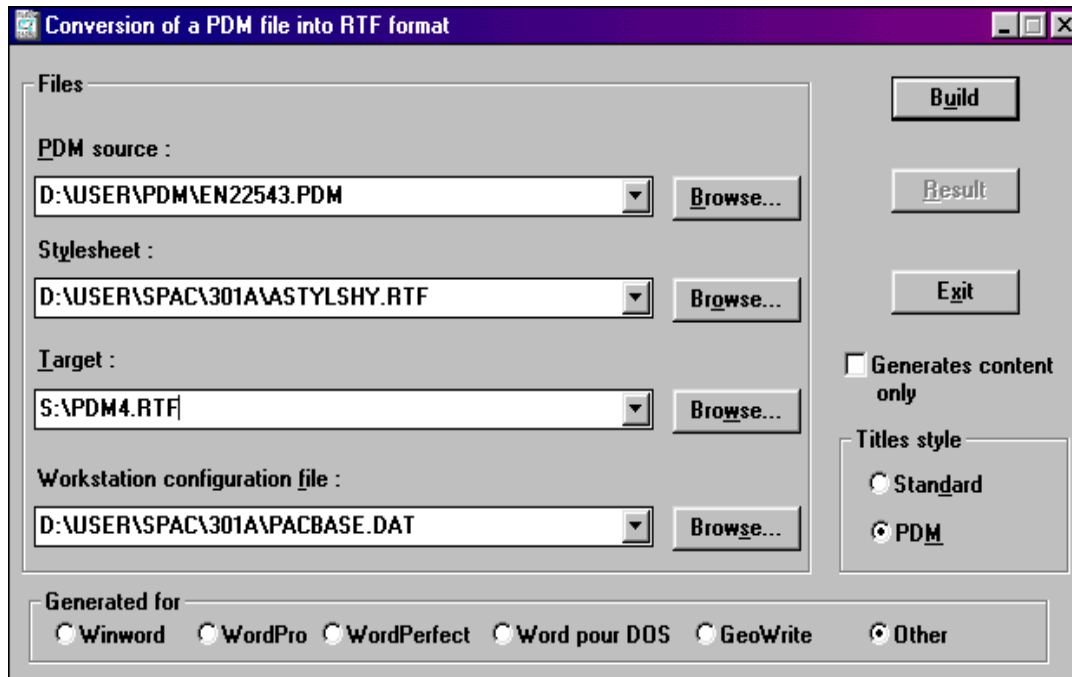 Conversion of a PDM file into RTF format
Files
PDM source :
D:\USER\PDM\EN22543.PDM
Browse...
Stylesheet :
D:\USER\SPAC\301A\ASTYLSHY.RTF
Browse...
Target :
S:\PDM4.RTF
Browse...
Workstation configuration file :
D:\USER\SPAC\301A\PACBASE.DAT
Browse...
Build
Result
Exit
Generates content
only
Titles style
Standard
PDM
Generated for
Winword WordPro WordPerfect Word pour DOS GeoWrite Other